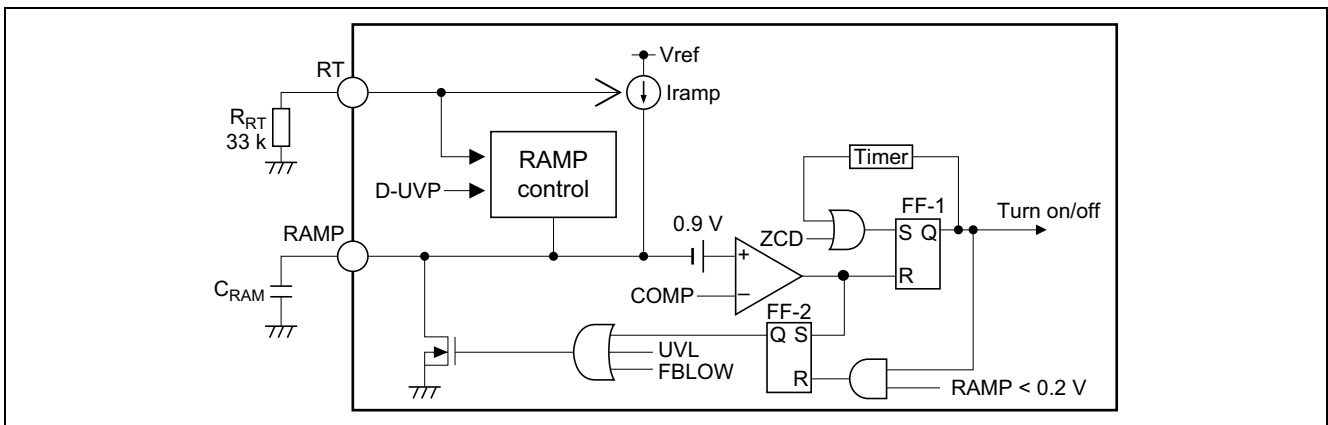 Vref
RT
Iramp
R_RT
33 k
RAMP
control
D-UVP
Timer
FF-1
Turn on/off
0.9 V
ZCD
S Q
R
RAMP
+
COMP
–
C_RAM
FF-2
Q S
UVL
FBLOW
R
RAMP < 0.2 V